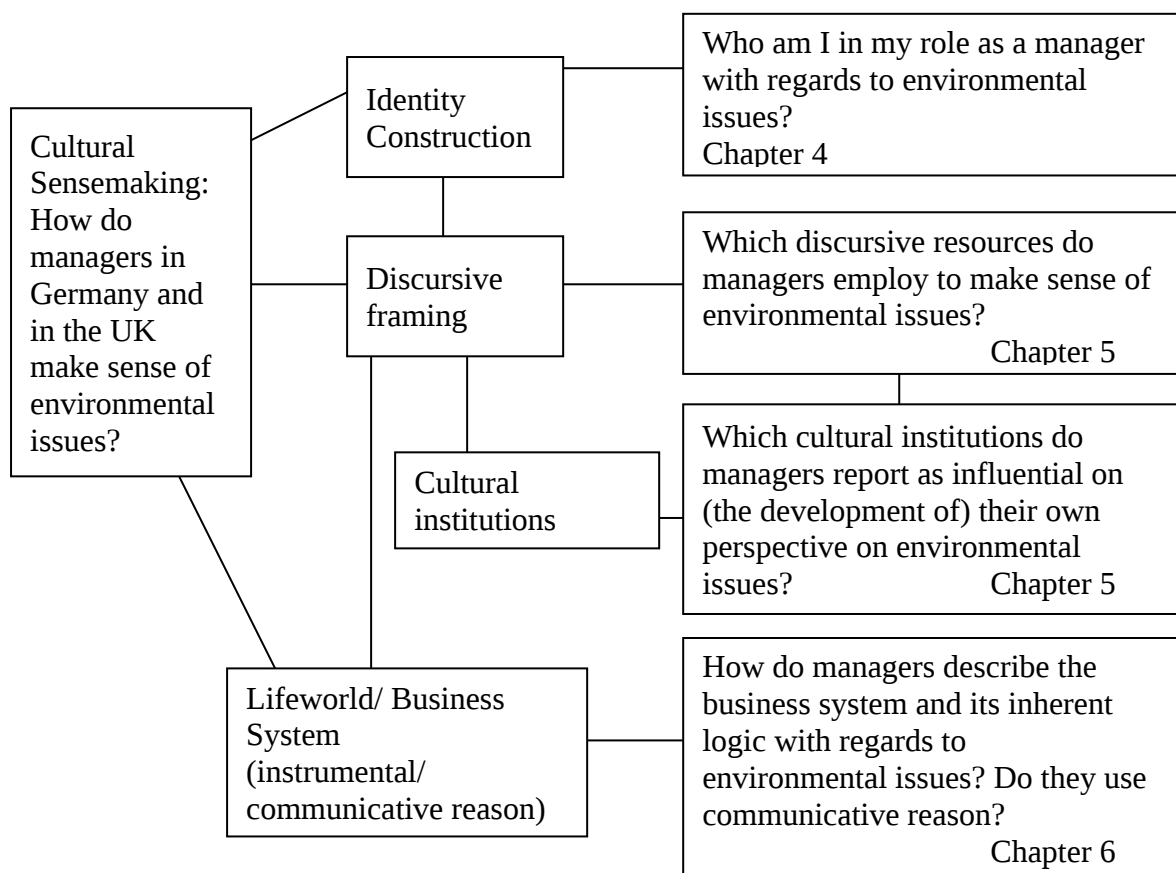 Cultural
Sensemaking:
How do
managers in
Germany and
in the UK
make sense of
environmental
issues?
Identity
Construction
Who am I in my role as a manager
with regards to environmental
issues?
Chapter 4
Discursive
framing
Which discursive resources do
managers employ to make sense of
environmental issues?
Chapter 5
Cultural
institutions
Which cultural institutions do
managers report as influential on
(the development of) their own
perspective on environmental
issues? Chapter 5
Lifeworld/ Business
System
(instrumental/
communicative reason)
How do managers describe the
business system and its inherent
logic with regards to
environmental issues? Do they use
communicative reason?
Chapter 6